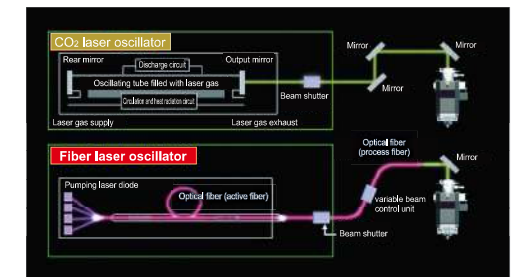 CO₂ laser oscillator
Rear mirror
Discharge circuit
Output mirror
Oscillating tube filled with laser gas
Circulation and heat radiation circuit
Laser gas supply
Laser gas exhaust
Beam shutter
Mirror
Mirror
Mirror
Fiber laser oscillator
Pumping laser diode
Optical fiber (active fiber)
Optical fiber
(process fiber)
Mirror
variable beam
control unit
Beam shutter